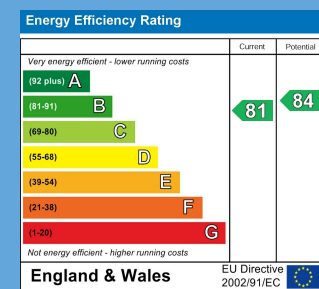 Energy Efficiency Rating
Current Potential
Very energy efficient - lower running costs
(92 plus) A
(81-91) B
81 84
(69-80) C
(55-68) D
(39-54) E
(21-38) F
(1-20) G
Not energy efficient - higher running costs
England & Wales
EU Directive
2002/91/EC